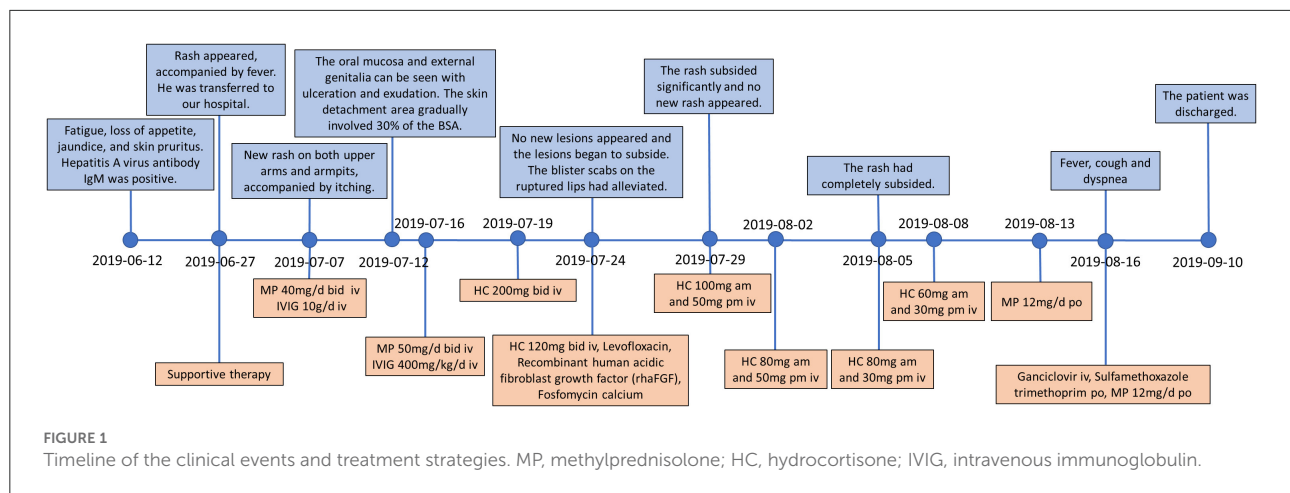 Fatigue, loss of appetite,
jaundice, and skin pruritus.
Hepatitis A virus antibody
IgM was positive.
Rash appeared,
accompanied by fever.
He was transferred to
our hospital.
New rash on both upper
arms and armpits,
accompanied by itching.
The oral mucosa and external
genitalia can be seen with
ulceration and exudation. The skin
detachment area gradually
involved 30% of the BSA.
No new lesions appeared and
the lesions began to subside.
The blister scabs on the
ruptured lips had alleviated.
The rash subsided
significantly and no
new rash appeared.
The rash had
completely subsided.
Fever, cough and
dyspnea
The patient was
discharged.
2019-06-12
2019-06-27
2019-07-07
2019-07-12
2019-07-16
2019-07-19
2019-07-24
2019-07-29
2019-08-02
2019-08-05
2019-08-08
2019-08-13
2019-08-16
2019-09-10
Supportive therapy
MP 40mg/d bid iv
IVIG 10g/d iv
MP 50mg/d bid iv
IVIG 400mg/kg/d iv
HC 200mg bid iv
HC 120mg bid iv, Levofloxacin,
Recombinant human acidic
fibroblast growth factor (rhaFGF),
Fosfomycin calcium
HC 100mg am
and 50mg pm iv
HC 80mg am
and 50mg pm iv
HC 80mg am
and 30mg pm iv
HC 60mg am
and 30mg pm iv
MP 12mg/d po
Ganciclovir iv, Sulfamethoxazole
trimethoprim po, MP 12mg/d po
FIGURE 1
Timeline of the clinical events and treatment strategies. MP, methylprednisolone; HC, hydrocortisone; IVIG, intravenous immunoglobulin.